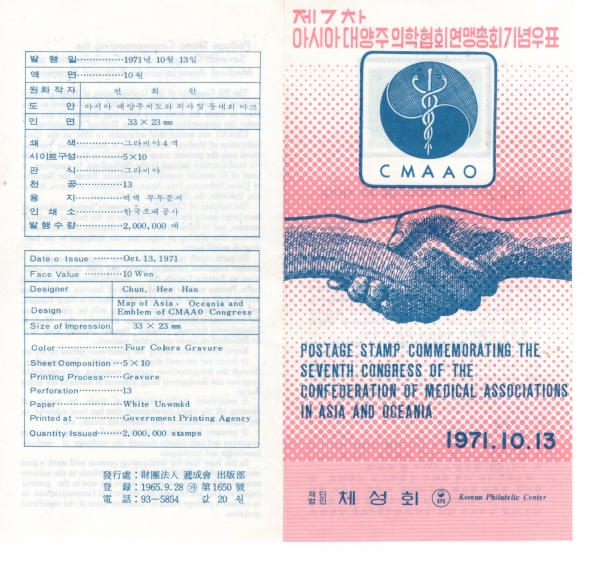 발 행 일 ··············· 1971년 10월 13일
액 면 ··············· 10원
원화작자 전 희 한
도 안 아시아 대양주지도와 의사및 동대회 마크
인 면 33 × 23 mm
쇄 색 ··············· 그라비아 4색
시이트구성 ··············· 5×10
판 식 ··············· 그라비아
천 공 ··············· 13
용 지 ··············· 백색 무투문지
인 쇄 소 ··············· 한국조폐공사
발행수량 ··············· 2,000,000 매
Date o Issue ········· Oct. 13, 1971
Face Value ············ 10 Won
Designer Chun, Hee Han
Design Map of Asia, Oceania and
Emblem of CMAAO Congress
Size of Impression 33 × 23 mm
Color ··················· Four Colors Gravure
Sheet Composition ··· 5×10
Printing Process ······ Gravure
Perforation ············· 13
Paper ··················· White Unwmkd
Printed at ·············· Government Printing Agency
Quantity Issued ······· 2,000,000 stamps
發行處 : 財團法人 遞成會 出版部
登 錄 : 1965.9.28 ㉮ 第1650號
電 話 : 93-5854 값 20 원
제7차
아시아대양주의학협회연맹총회기념우표
CMAAO
POSTAGE STAMP COMMEMORATING THE
SEVENTH CONGRESS OF THE
CONFEDERATION OF MEDICAL ASSOCIATIONS
IN ASIA AND OCEANIA
1971.10.13
재단법인 체성회 Korean Philatelic Center